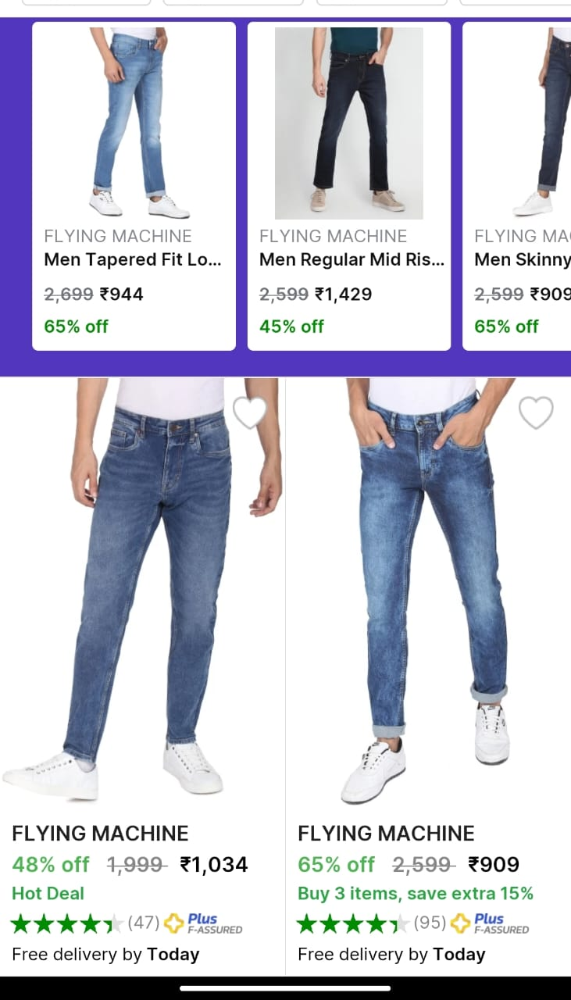 FLYING MACHINE
Men Tapered Fit Lo...
2,699 ₹944
65% off
FLYING MACHINE
Men Regular Mid Ris...
2,599 ₹1,429
45% off
FLYING MA
Men Skinny
2,599 ₹909
65% off
FLYING MACHINE
48% off 1,999 ₹1,034
Hot Deal
(47) Plus
F-ASSURED
Free delivery by Today
FLYING MACHINE
65% off 2,599 ₹909
Buy 3 items, save extra 15%
(95) Plus
F-ASSURED
Free delivery by Today